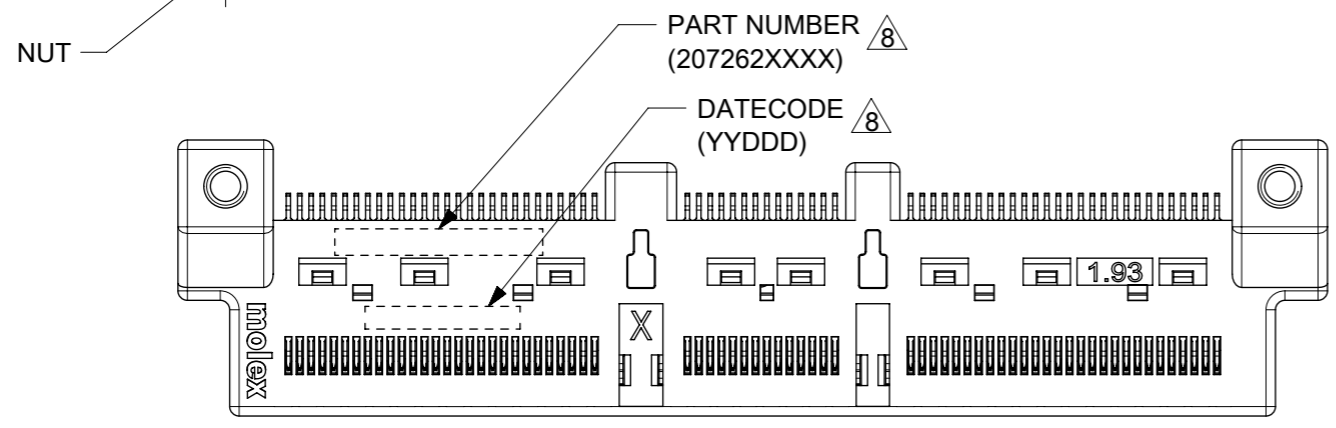 NUT
PART NUMBER 8
(207262XXXX)
DATECODE 8
(YYDDD)
1.93
X
molex